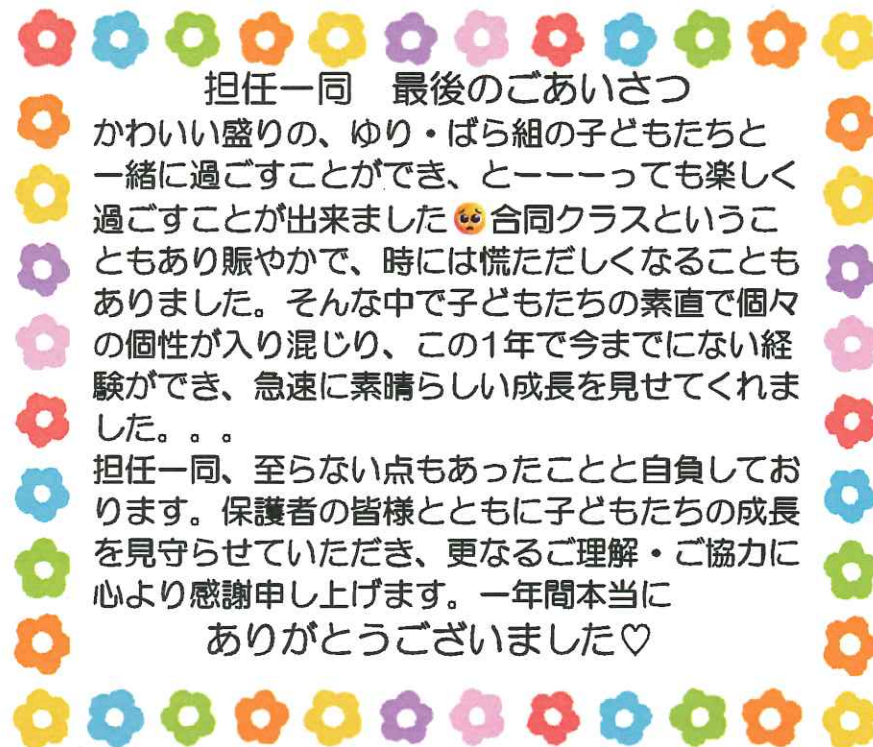 担任一同　最後のごあいさつ
かわいい盛りの、ゆり・ばら組の子どもたちと
一緒に過ごすことができ、とーーーっても楽しく
過ごすことが出来ました🥺合同クラスというこ
ともあり賑やかで、時には慌ただしくなることも
ありました。そんな中で子どもたちの素直で個々
の個性が入り混じり、この1年で今までにない経
験ができ、急速に素晴らしい成長を見せてくれま
した。。。
担任一同、至らない点もあったことと自負してお
ります。保護者の皆様とともに子どもたちの成長
を見守らせていただき、更なるご理解・ご協力に
心より感謝申し上げます。一年間本当に
ありがとうございました♡